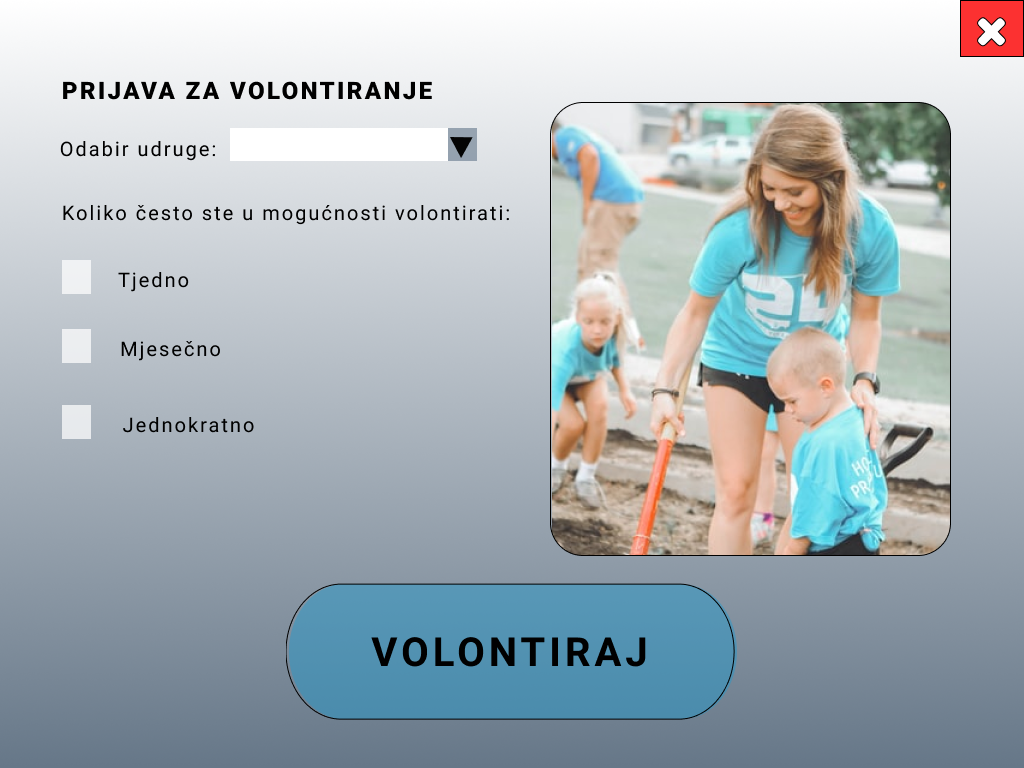 PRIJAVA ZA VOLONTIRANJE
Odabir udruge:
Koliko često ste u mogućnosti volontirati:
Tjedno
Mjesečno
Jednokratno
VOLONTIRAJ